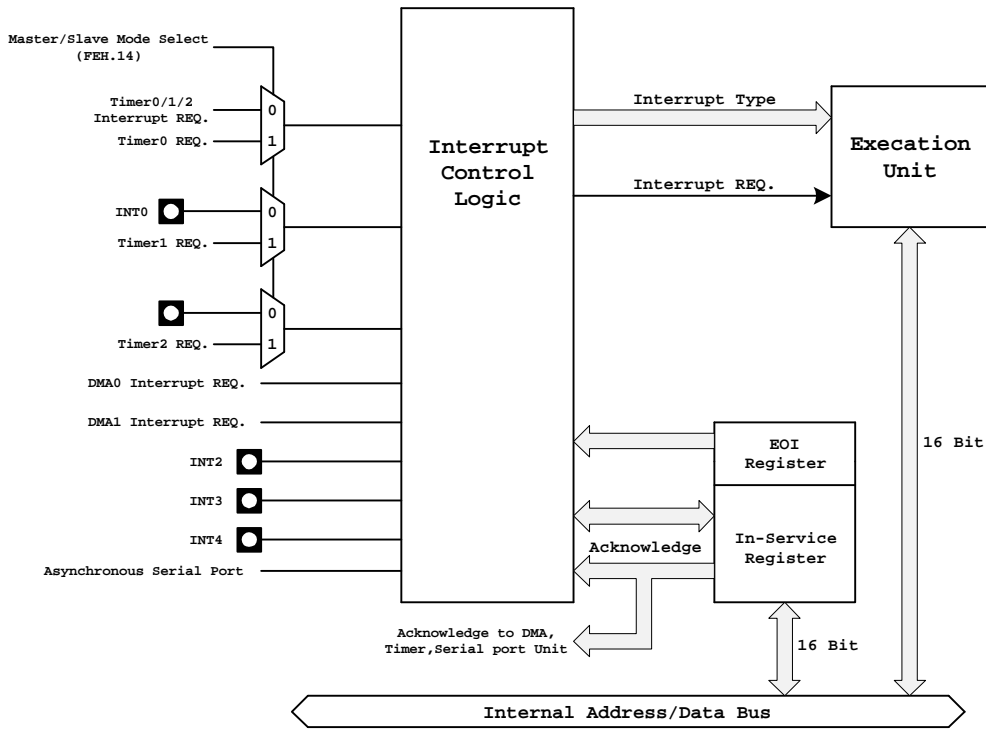 Master/Slave Mode Select
(FEH.14)
Timer0/1/2
Interrupt REQ.
0
Timer0 REQ.
1
INT0
0
Timer1 REQ.
1
0
Timer2 REQ.
1
DMA0 Interrupt REQ.
DMA1 Interrupt REQ.
INT2
INT3
INT4
Asynchronous Serial Port
Interrupt
Control
Logic
Interrupt Type
Interrupt REQ.
Execation
Unit
16 Bit
EOI
Register
In-Service
Register
Acknowledge
Acknowledge to DMA,
Timer,Serial port Unit
16 Bit
Internal Address/Data Bus